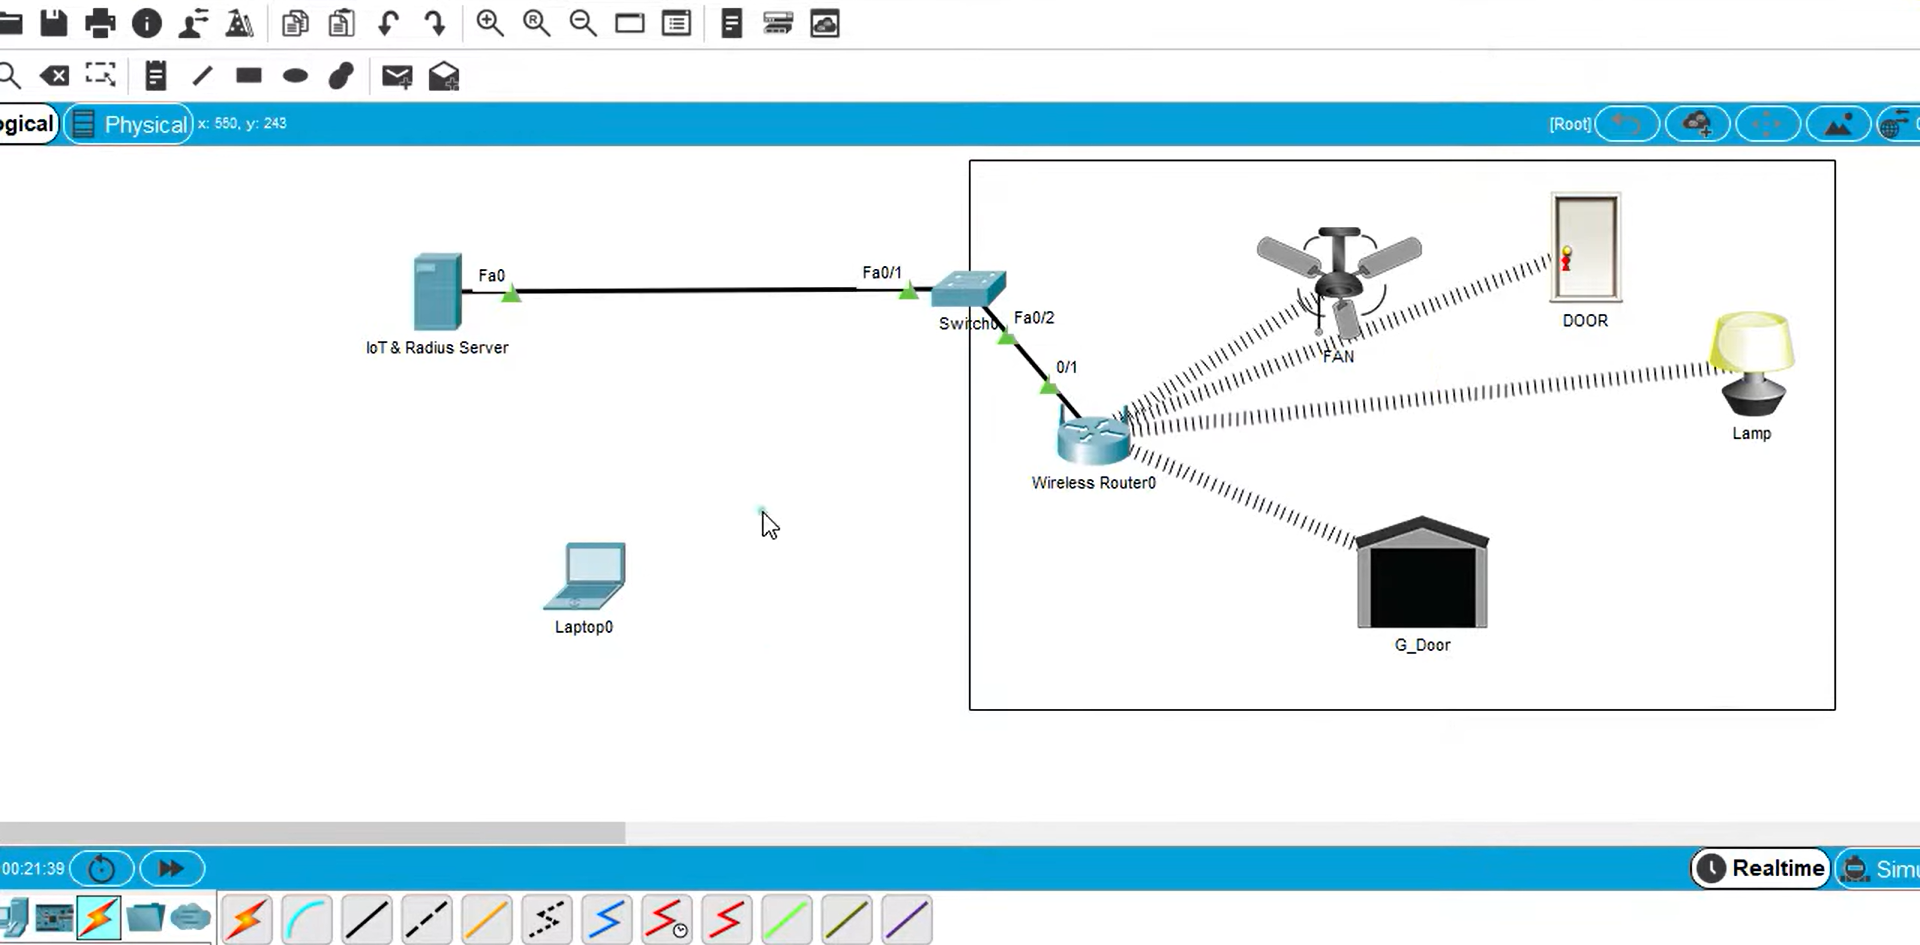 ogical Physical x: 550, y: 243 [Root]
Fa0 Fa0/1
IoT & Radius Server
Switch0
Fa0/2
0/1
Wireless Router0
FAN
DOOR
Lamp
G_Door
Laptop0
00:21:39 Realtime Simu